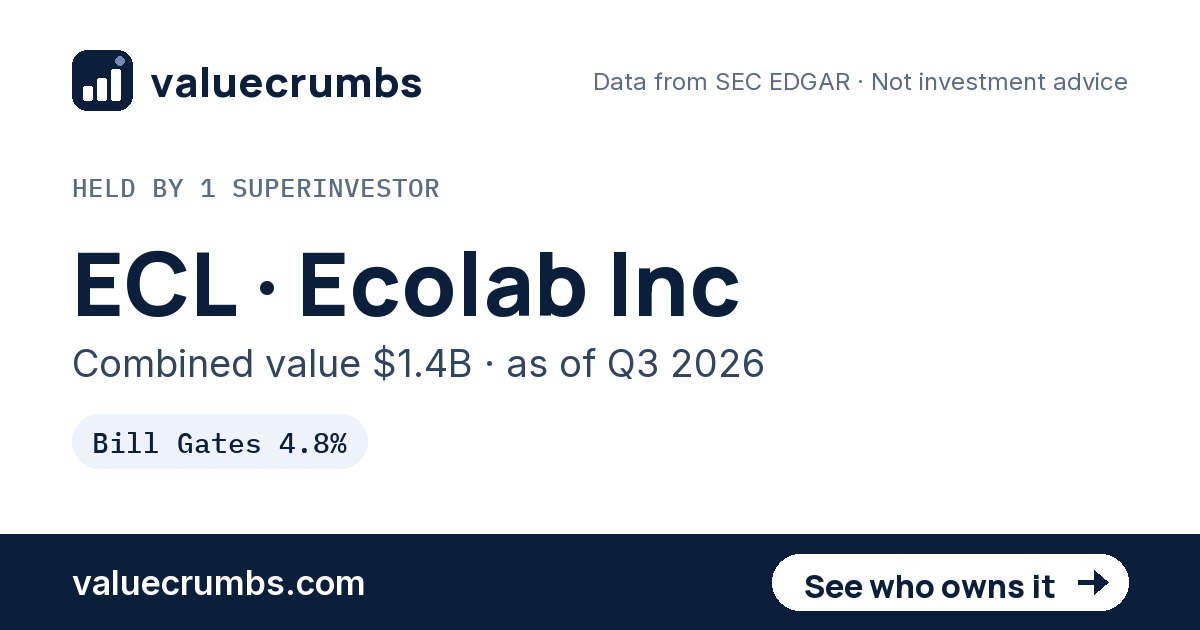 valuecrumbs
Data from SEC EDGAR · Not investment advice
HELD BY 1 SUPERINVESTOR
ECL · Ecolab Inc
Combined value $1.4B · as of Q3 2026
Bill Gates 4.8%
valuecrumbs.com
See who owns it →